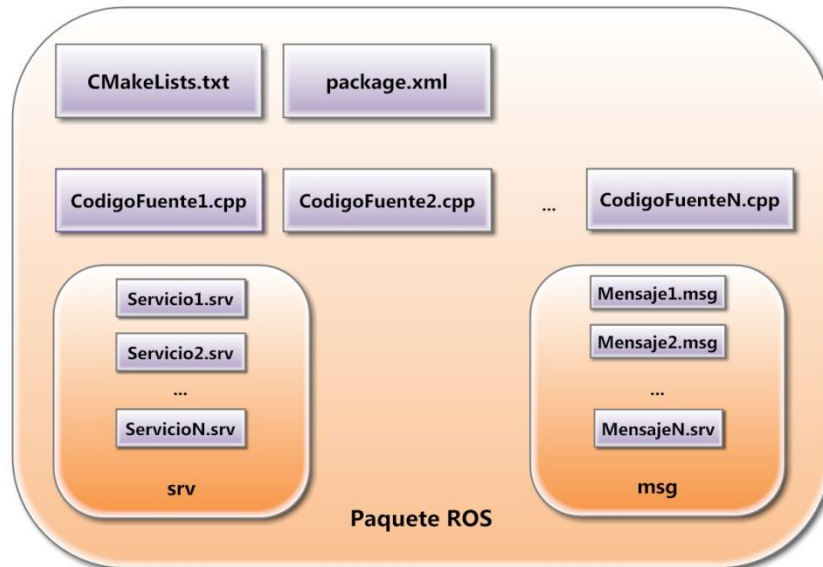 CMakeLists.txt
package.xml
CodigoFuente1.cpp
CodigoFuente2.cpp
...
CodigoFuenteN.cpp
Servicio1.srv
Servicio2.srv
...
ServicioN.srv
srv
Mensaje1.msg
Mensaje2.msg
...
MensajeN.srv
msg
Paquete ROS